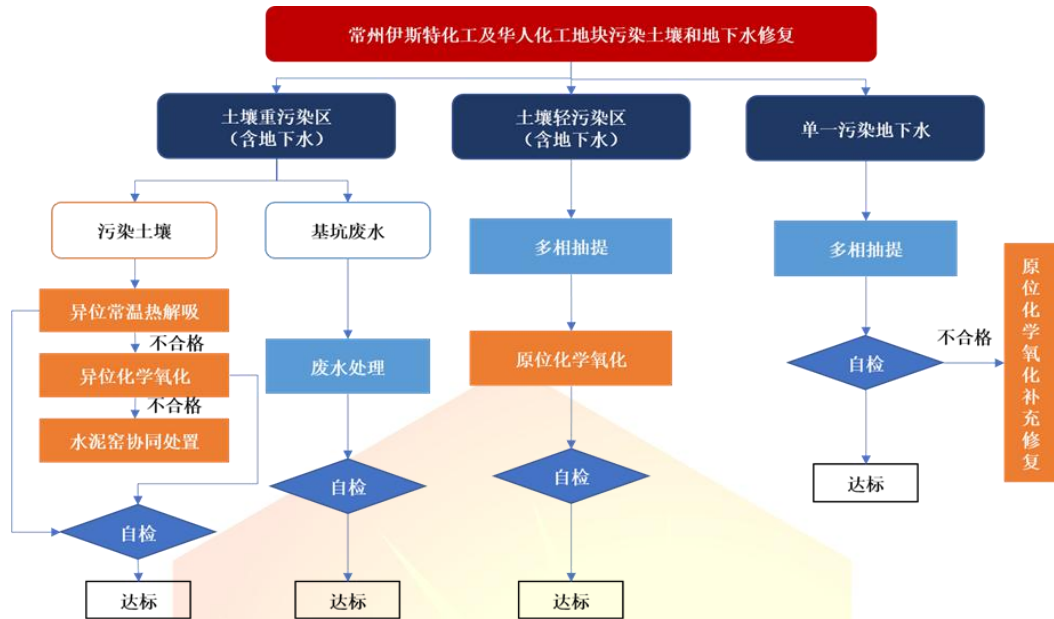 常州伊斯特化工及华人化工地块污染土壤和地下水修复
土壤重污染区
（含地下水）
土壤轻污染区
（含地下水）
单一污染地下水
污染土壤
基坑废水
多相抽提
多相抽提
异位常温热解吸
不合格
异位化学氧化
不合格
水泥窑协同处置
废水处理
原位化学氧化
自检
不合格
原位化学氧化补充修复
自检
自检
自检
达标
达标
达标
达标